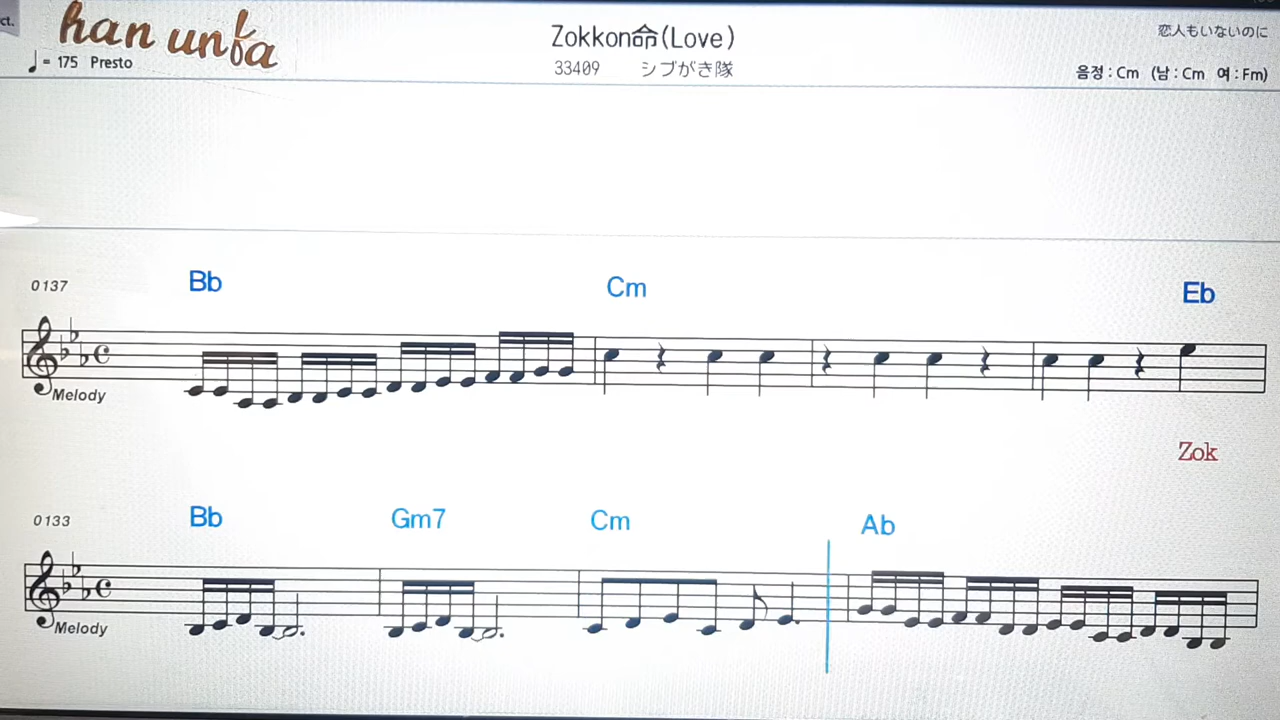 ct.
han unfa
♩= 175 Presto
Zokkon命(Love)
33409 シブがき隊
恋人もいないのに
음정 : Cm (남 : Cm 여 : Fm)
0137
Bb Cm Eb
Melody
Zok
0133
Bb Gm7 Cm Ab
Melody